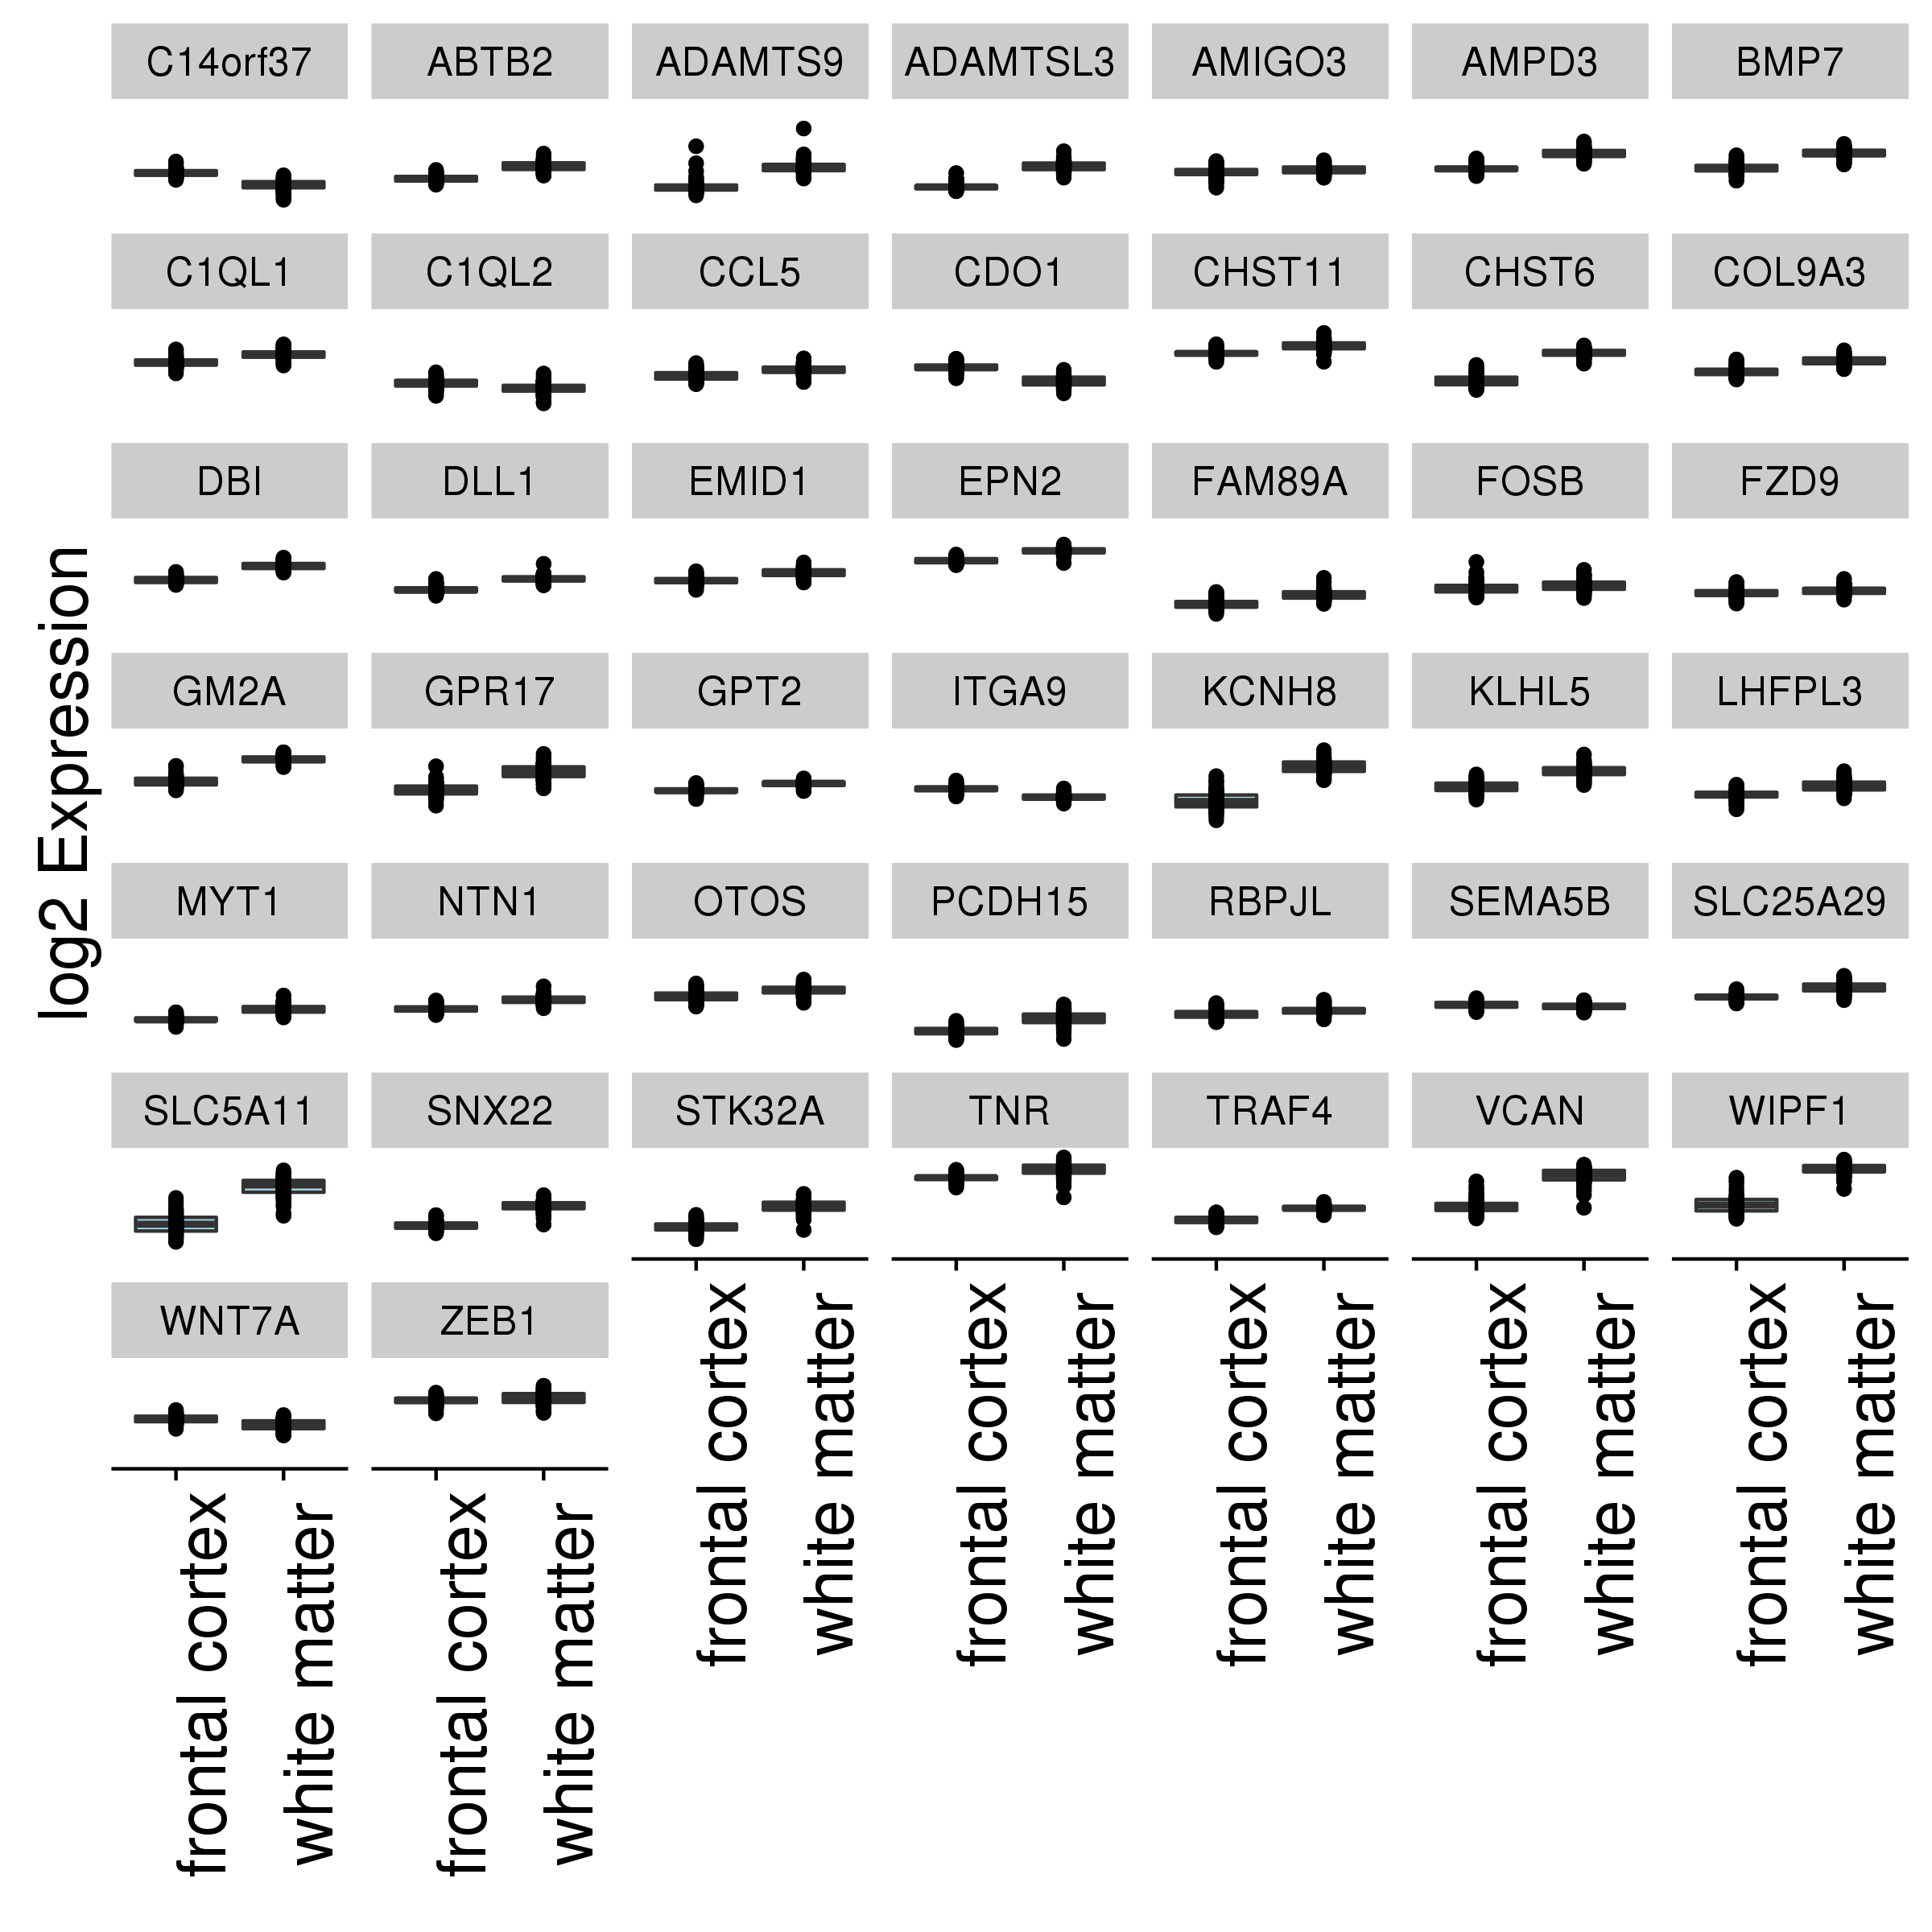 C14orf37 ABTB2 ADAMTS9 ADAMTSL3 AMIGO3 AMPD3 BMP7
C1QL1 C1QL2 CCL5 CDO1 CHST11 CHST6 COL9A3
DBI DLL1 EMID1 EPN2 FAM89A FOSB FZD9
GM2A GPR17 GPT2 ITGA9 KCNH8 KLHL5 LHFPL3
MYT1 NTN1 OTOS PCDH15 RBPJL SEMA5B SLC25A29
SLC5A11 SNX22 STK32A TNR TRAF4 VCAN WIPF1
WNT7A ZEB1
log2 Expression
frontal cortex
white matter
frontal cortex
white matter
frontal cortex
white matter
frontal cortex
white matter
frontal cortex
white matter
frontal cortex
white matter
frontal cortex
white matter